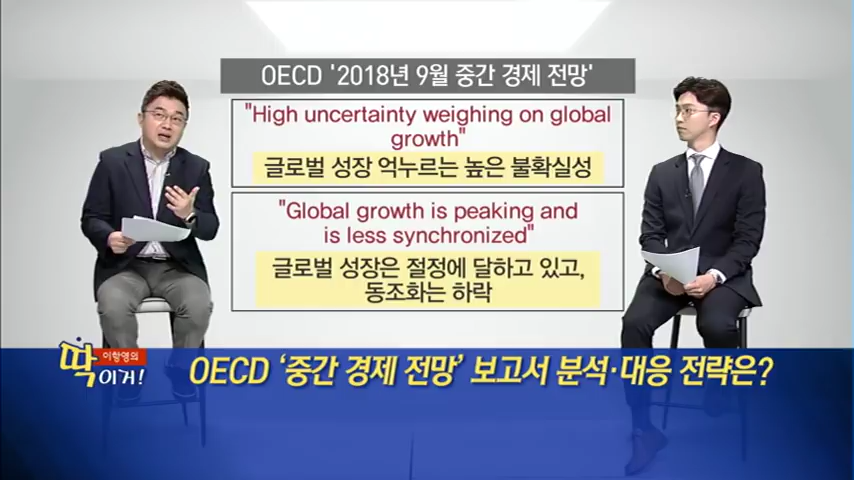 OECD '2018년 9월 중간 경제 전망'
"High uncertainty weighing on global
growth"
글로벌 성장 억누르는 높은 불확실성
"Global growth is peaking and
is less synchronized"
글로벌 성장은 절정에 달하고 있고,
동조화는 하락
이항영의
딱
이거!
OECD ‘중간 경제 전망’ 보고서 분석·대응 전략은?